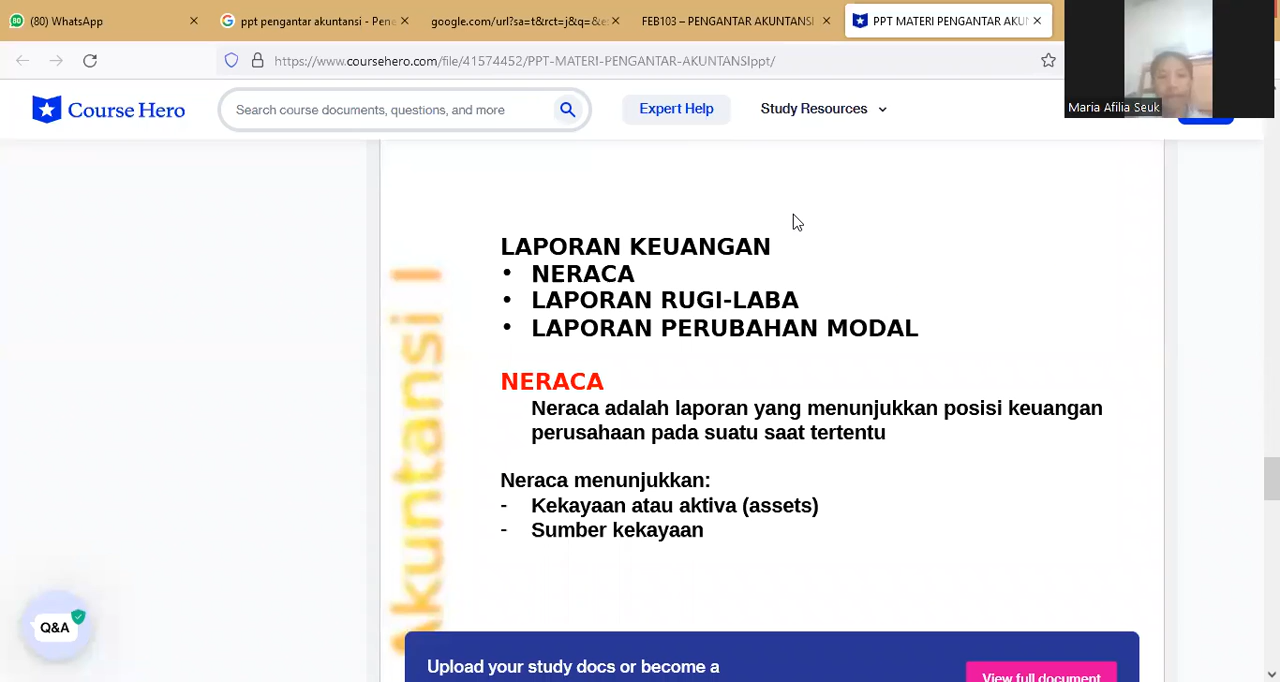 (80) WhatsApp
ppt pengantar akuntansi - Pene
google.com/url?sa=t&rct=j&q=&e
FEB103 – PENGANTAR AKUNTANSI
PPT MATERI PENGANTAR AKUN
https://www.coursehero.com/file/41574452/PPT-MATERI-PENGANTAR-AKUNTANSIppt/
Maria Afilia Seuk
Course Hero
Search course documents, questions, and more
Expert Help
Study Resources
LAPORAN KEUANGAN
• NERACA
• LAPORAN RUGI-LABA
• LAPORAN PERUBAHAN MODAL
NERACA
Neraca adalah laporan yang menunjukkan posisi keuangan
perusahaan pada suatu saat tertentu
Neraca menunjukkan:
- Kekayaan atau aktiva (assets)
- Sumber kekayaan
Akuntansi I
Q&A
Upload your study docs or become a
View full document